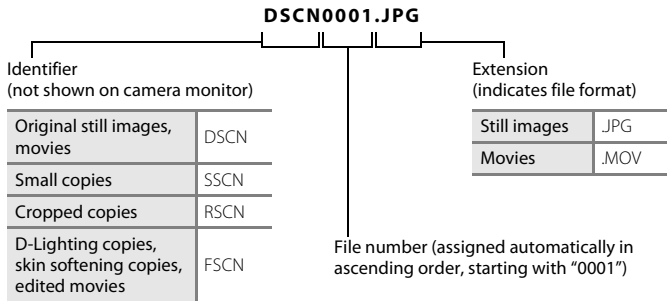 DSCN0001.JPG
Identifier
(not shown on camera monitor)
Original still images,
movies
DSCN
Small copies
SSCN
Cropped copies
RSCN
D-Lighting copies,
skin softening copies,
edited movies
FSCN
File number (assigned automatically in
ascending order, starting with “0001”)
Extension
(indicates file format)
Still images
.JPG
Movies
.MOV